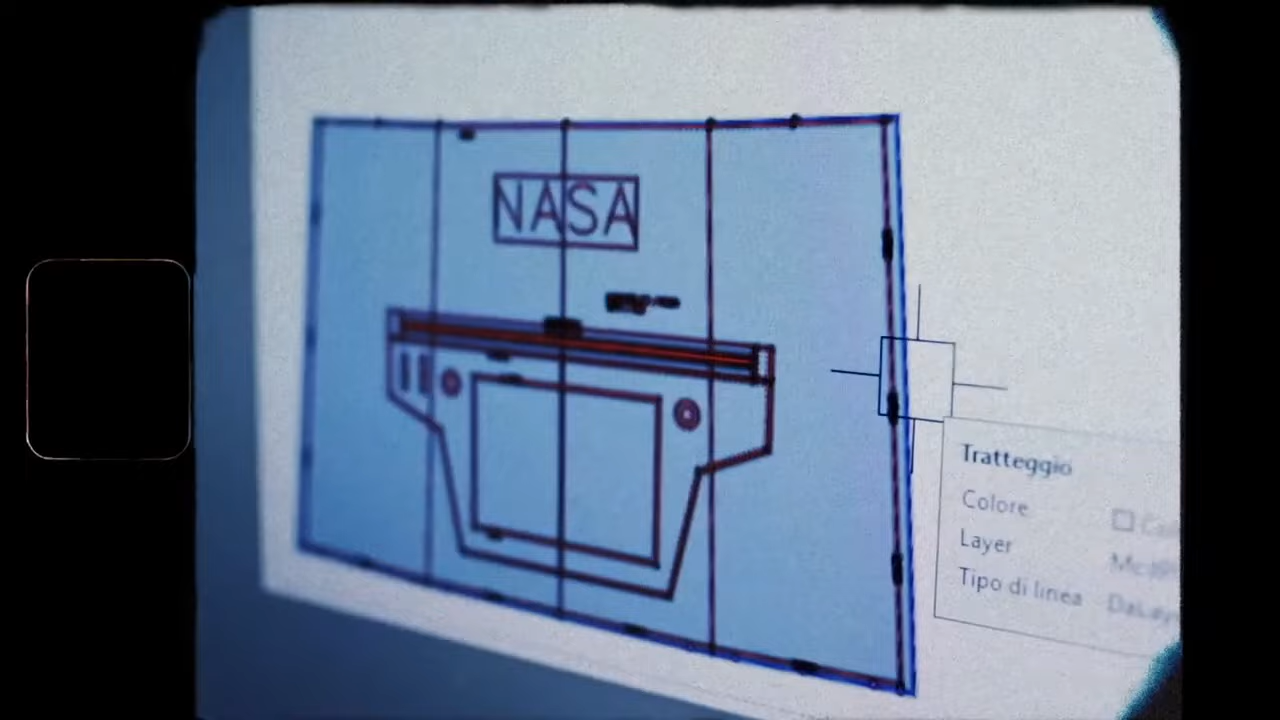 NASA
Tratteggio
Colore
Layer
Tipo di linea